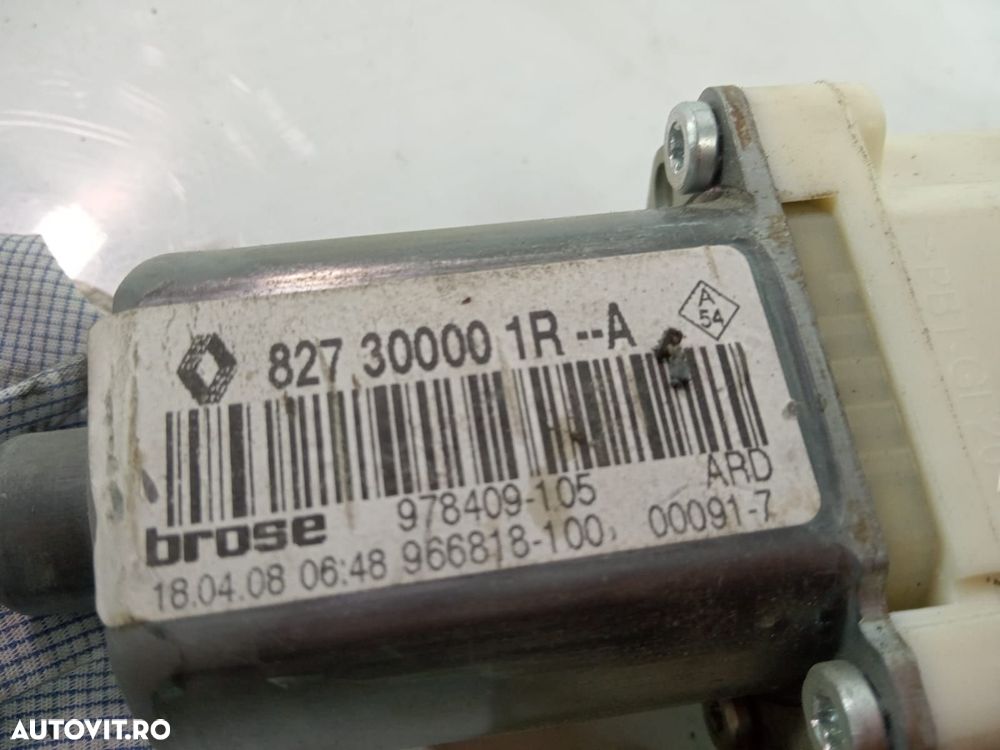 827 30000 1R --A
A
54
978409-105
ARD
brose
18.04.08 06:48 966818-100
00091-7
AUTOVIT.RO